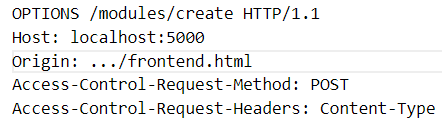 OPTIONS /modules/create HTTP/1.1
Host: localhost:5000
Origin: .../frontend.html
Access-Control-Request-Method: POST
Access-Control-Request-Headers: Content-Type